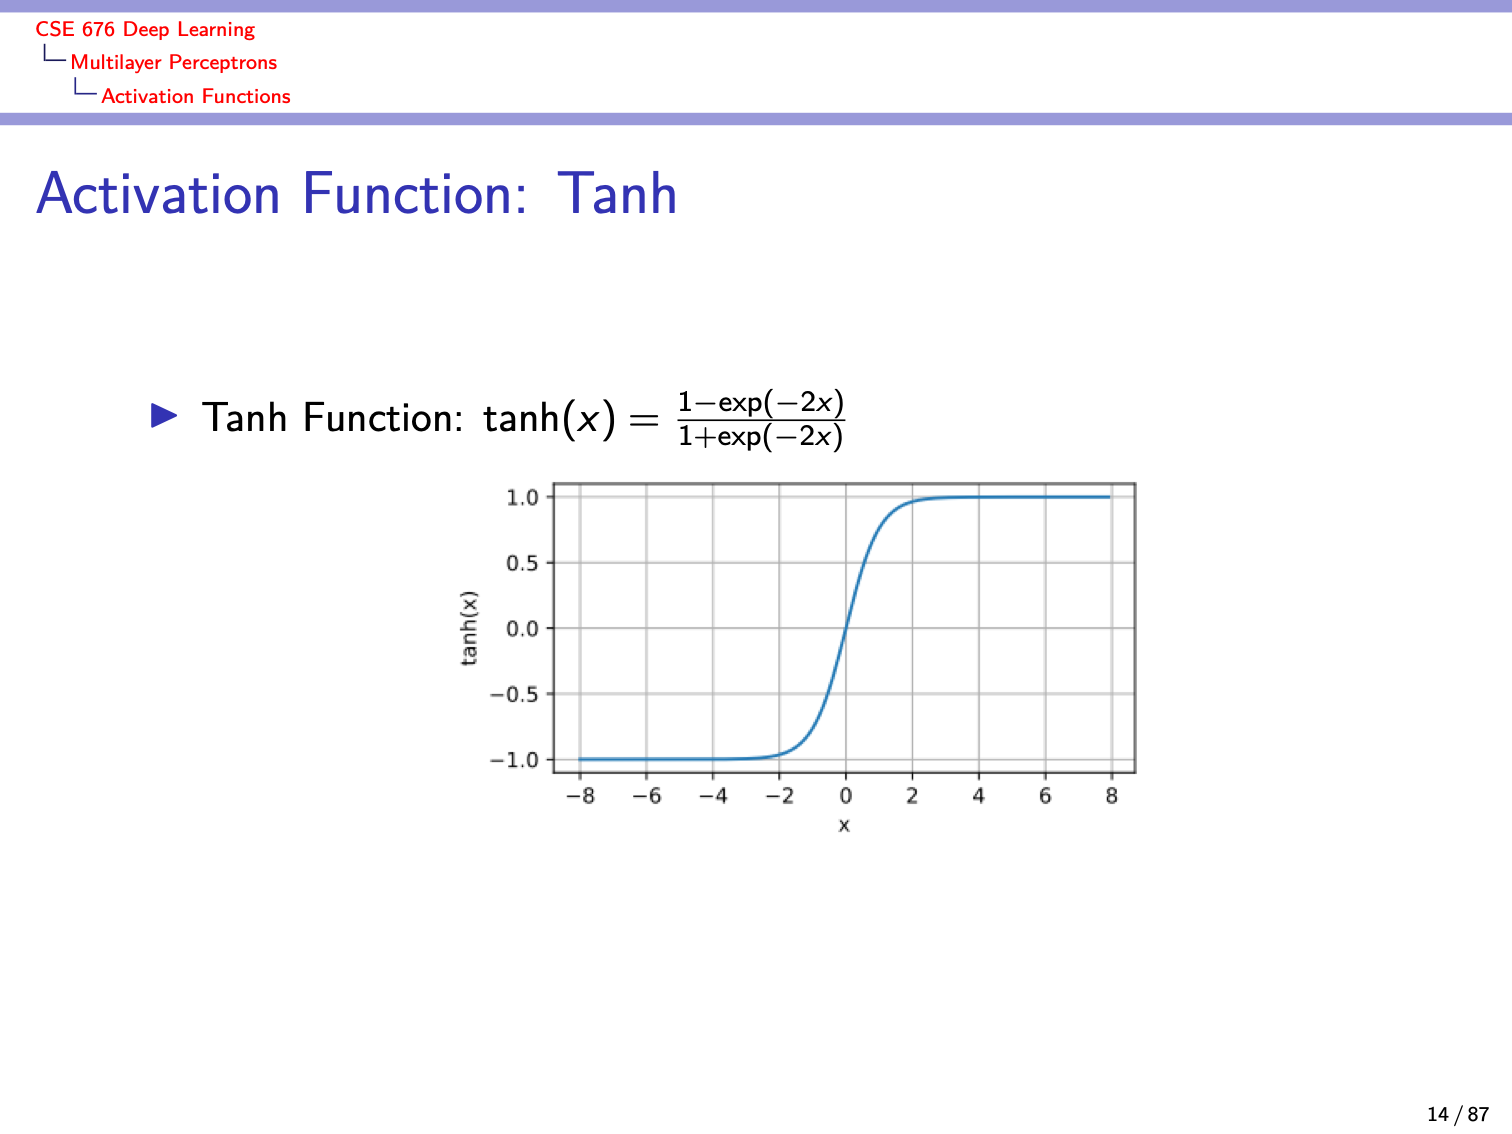 CSE 676 Deep Learning
Multilayer Perceptrons
Activation Functions
Activation Function: Tanh
Tanh Function: tanh(x) = 1−exp(−2x) / 1+exp(−2x)
1.0
0.5
0.0
−0.5
−1.0
tanh(x)
−8 −6 −4 −2 0 2 4 6 8
x
14 / 87